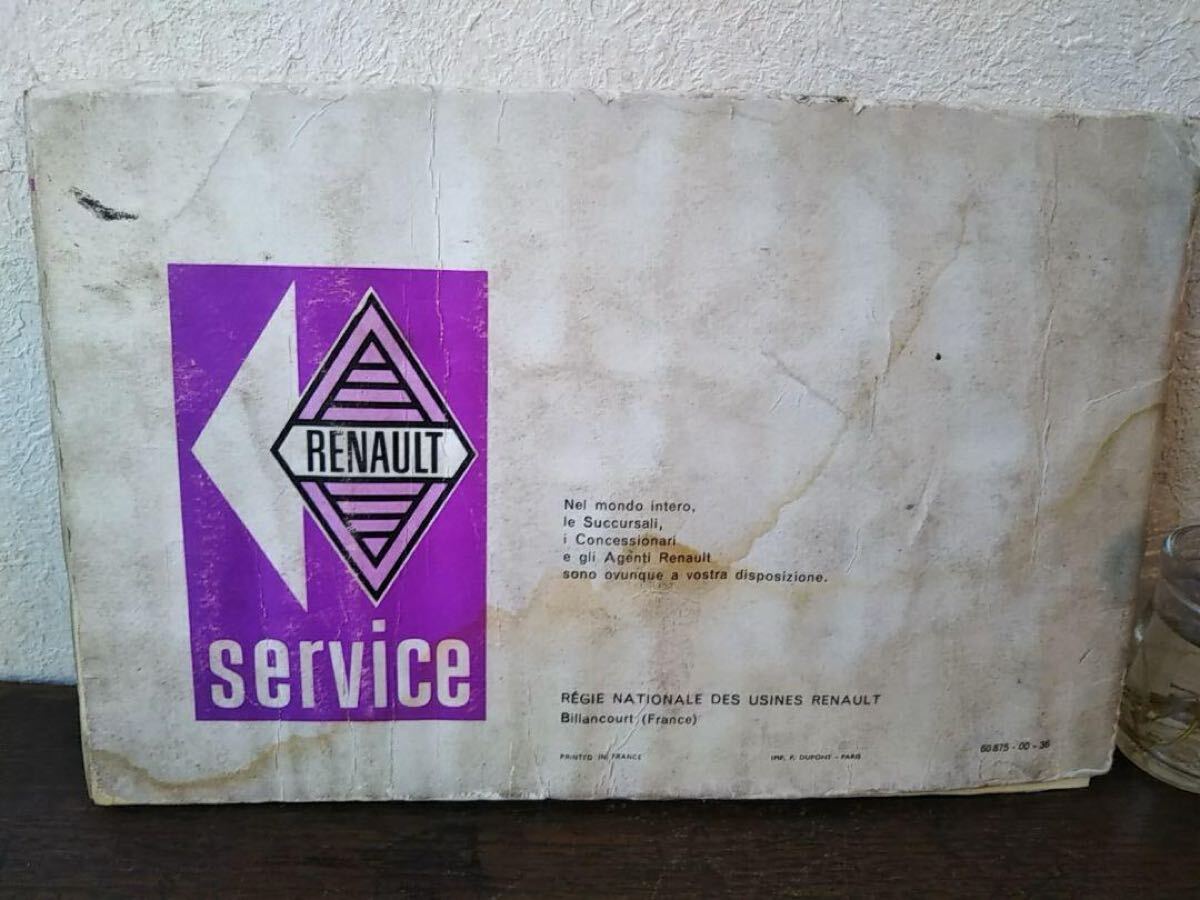 RENAULT
service
Nel mondo intero,
le Succursali,
i Concessionari
e gli Agenti Renault
sono ovunque a vostra disposizione.
RÉGIE NATIONALE DES USINES RENAULT
Billancourt (France)
PRINTED IN FRANCE
IMP. P. DUPONT - PARIS
60 875 - 00 - 36